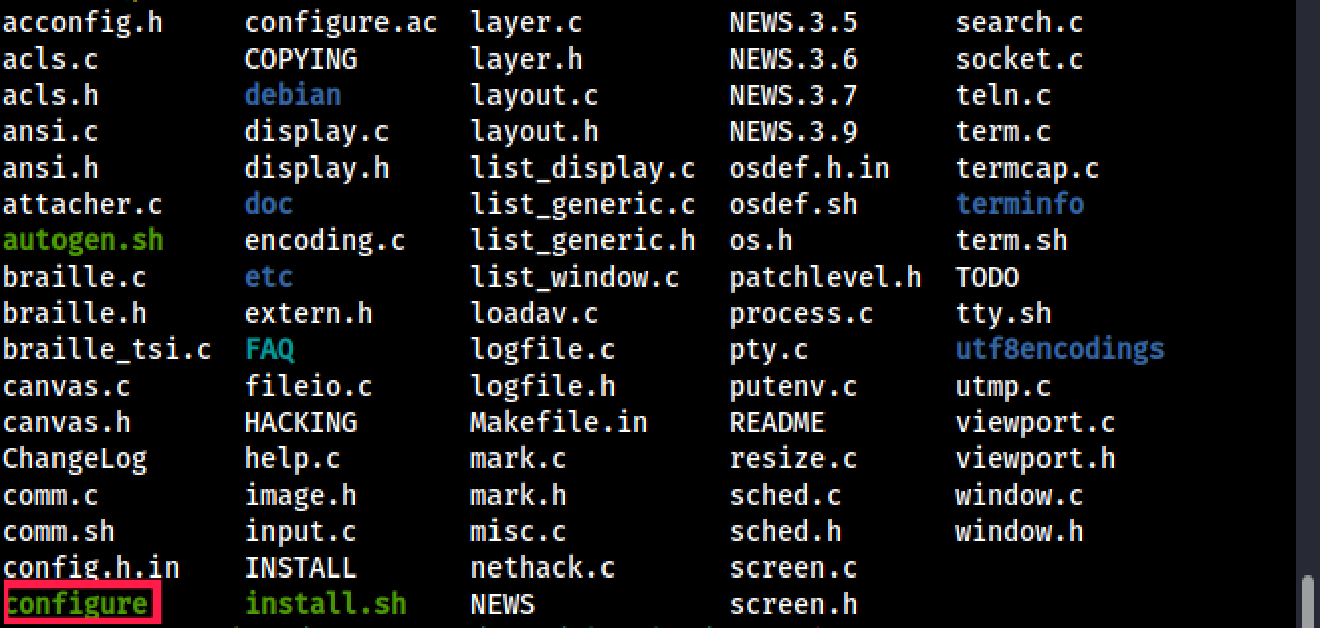 acconfig.h configure.ac layer.c NEWS.3.5 search.c
acls.c COPYING layer.h NEWS.3.6 socket.c
acls.h debian layout.c NEWS.3.7 teln.c
ansi.c display.c layout.h NEWS.3.9 term.c
ansi.h display.h list_display.c osdef.h.in termcap.c
attacher.c doc list_generic.c osdef.sh terminfo
autogen.sh encoding.c list_generic.h os.h term.sh
braille.c etc list_window.c patchlevel.h TODO
braille.h extern.h loadav.c process.c tty.sh
braille_tsi.c FAQ logfile.c pty.c utf8encodings
canvas.c fileio.c logfile.h putenv.c utmp.c
canvas.h HACKING Makefile.in README viewport.c
ChangeLog help.c mark.c resize.c viewport.h
comm.c image.h mark.h sched.c window.c
comm.sh input.c misc.c sched.h window.h
config.h.in INSTALL nethack.c screen.c
configure install.sh NEWS screen.h